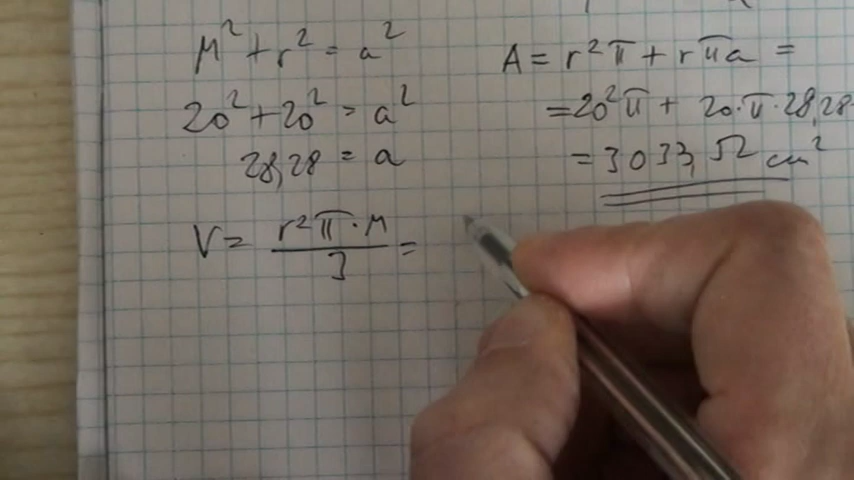 M² + r² = a²
20² + 20² = a²
28,28 = a
A = r²π + rπa =
= 20²π + 20·π·28,28
= 3033,52 cm²
V = r²π·M / 3 =